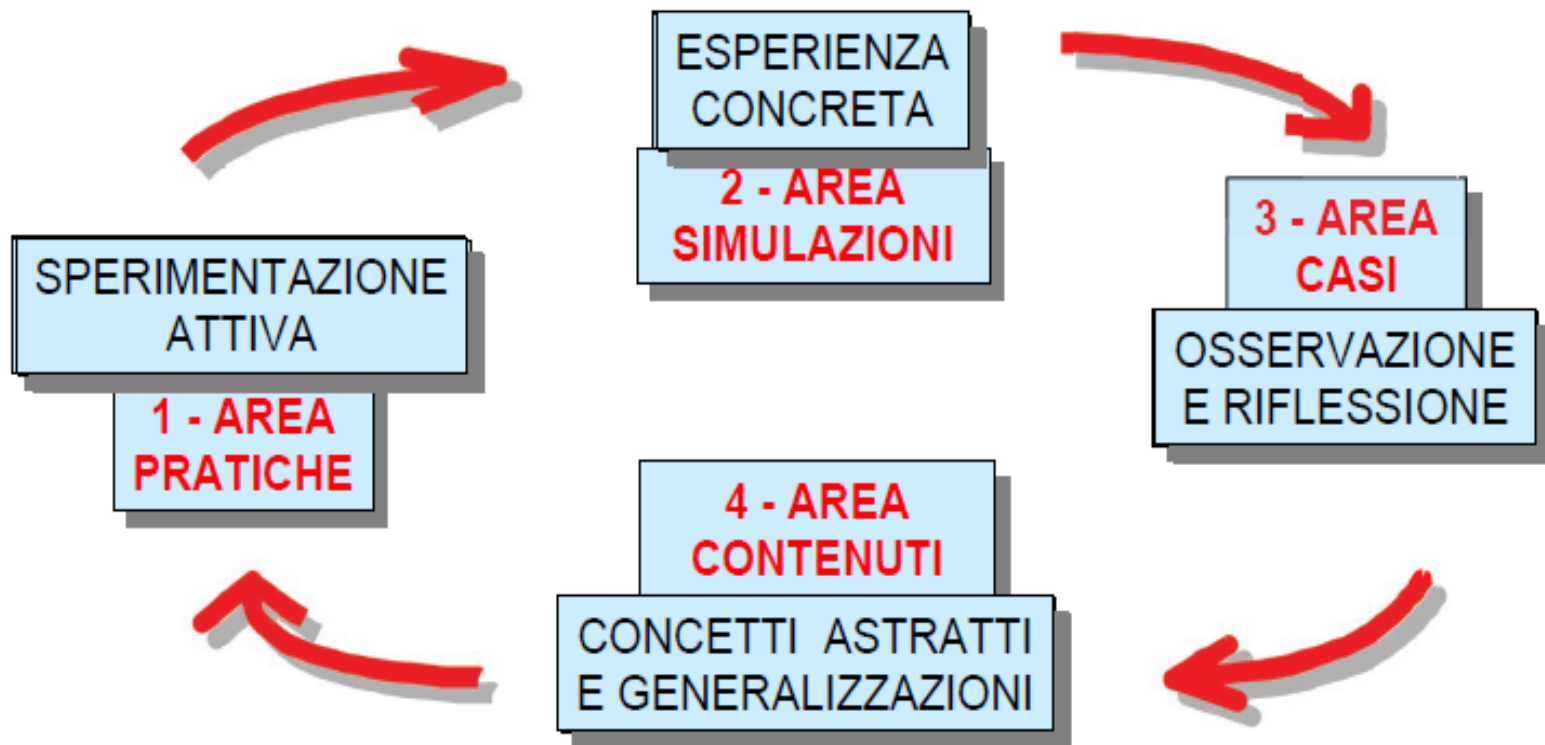 ESPERIENZA
CONCRETA
2 - AREA
SIMULAZIONI
3 - AREA
CASI
OSSERVAZIONE
E RIFLESSIONE
SPERIMENTAZIONE
ATTIVA
1 - AREA
PRATICHE
4 - AREA
CONTENUTI
CONCETTI ASTRATTI
E GENERALIZZAZIONI